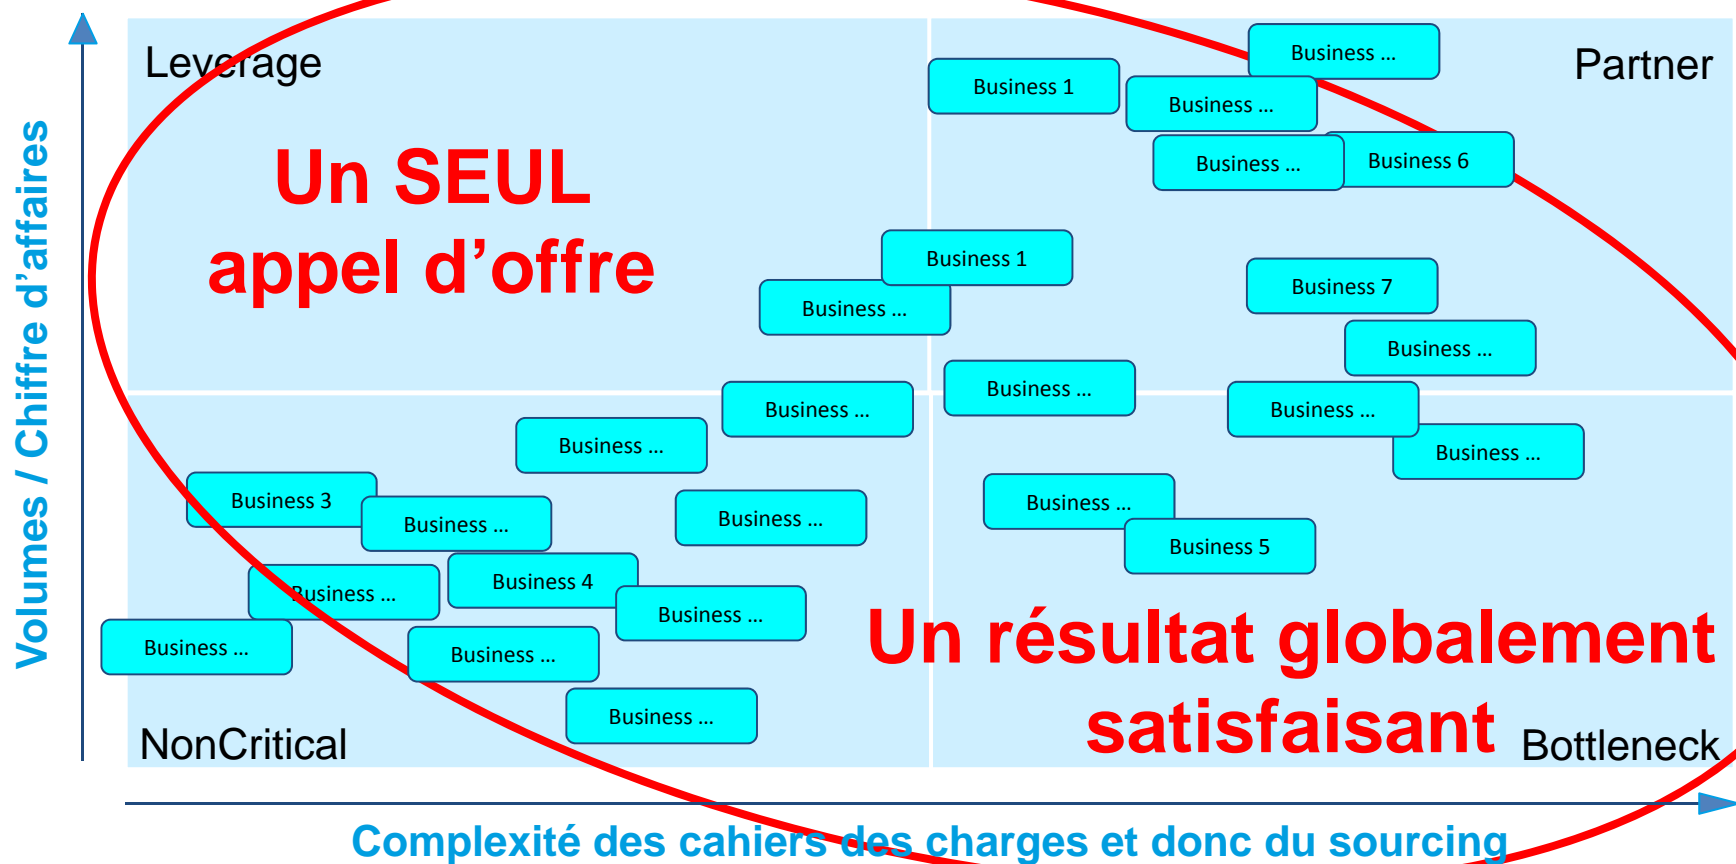 Leverage
Partner
Business ...
Business 1
Business ...
Business ...
Business 6
Un SEUL
appel d’offre
Business 1
Business ...
Business 7
Business ...
Business ...
Business ...
Business ...
Business ...
Business ...
Business 3
Business ...
Business ...
Business ...
Business 5
Business ...
Business 4
Business ...
Business ...
Business ...
Business ...
Un résultat globalement
satisfaisant
NonCritical
Bottleneck
Volumes / Chiffre d’affaires
Complexité des cahiers des charges et donc du sourcing